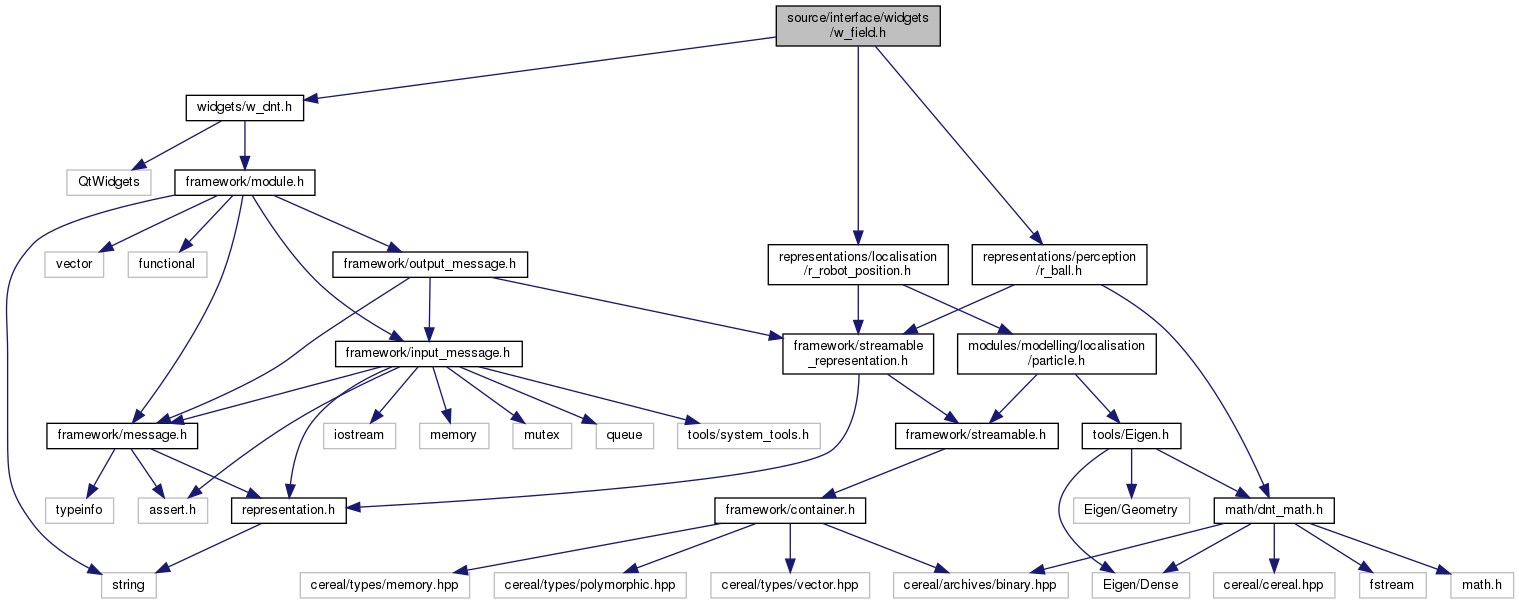 source/interface/widgets
/w_field.h
widgets/w_dnt.h
QtWidgets
framework/module.h
vector
functional
framework/output_message.h
representations/localisation
/r_robot_position.h
representations/perception
/r_ball.h
framework/input_message.h
framework/streamable
_representation.h
modules/modelling/localisation
/particle.h
framework/message.h
iostream
memory
mutex
queue
tools/system_tools.h
framework/streamable.h
tools/Eigen.h
typeinfo
assert.h
representation.h
framework/container.h
Eigen/Geometry
math/dnt_math.h
string
cereal/types/memory.hpp
cereal/types/polymorphic.hpp
cereal/types/vector.hpp
cereal/archives/binary.hpp
Eigen/Dense
cereal/cereal.hpp
fstream
math.h